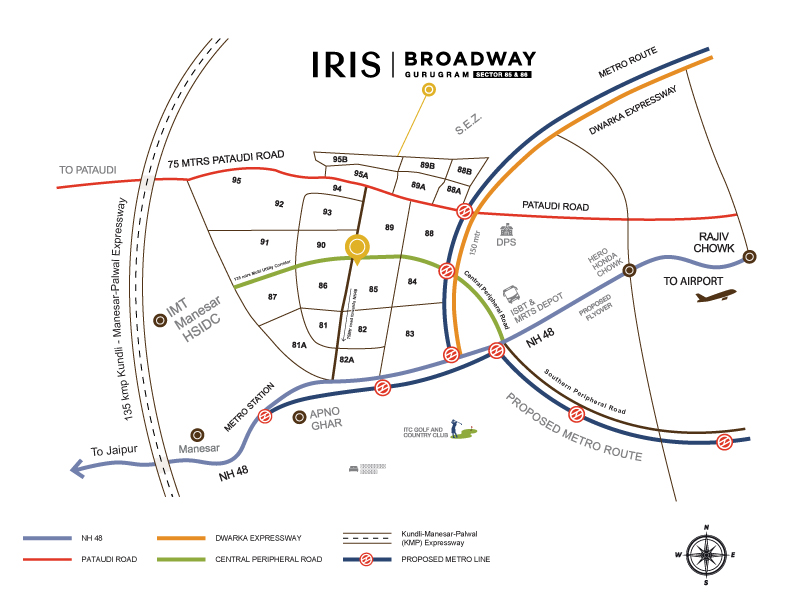 IRIS
BROADWAY
GURUGRAM SECTOR 85 & 86
METRO ROUTE
DWARKA EXPRESSWAY
S.E.Z.
TO PATAUDI
75 MTRS PATAUDI ROAD
95B
95A
89B
88B
89A
88A
95
94
92
93
91
90
89
88
PATAUDI ROAD
DPS
150 mtr
RAJIV
CHOWK
HERO
HONDA
CHOWK
TO AIRPORT
135 kmp Kundli - Manesar-Palwal Expressway
IMT
Manesar
HSIDC
87
86
85
84
81
82
83
81A
82A
Central Peripheral Road
ISBT &
MRTS DEPOT
PROPOSED
FLYOVER
NH 48
Southern Peripheral Road
PROPOSED METRO ROUTE
METRO STATION
APNO
GHAR
ITC GOLF AND
COUNTRY CLUB
Manesar
To Jaipur
NH 48
NH 48
DWARKA EXPRESSWAY
Kundli-Manesar-Palwal
(KMP) Expressway
PATAUDI ROAD
CENTRAL PERIPHERAL ROAD
PROPOSED METRO LINE
N
W
E
S